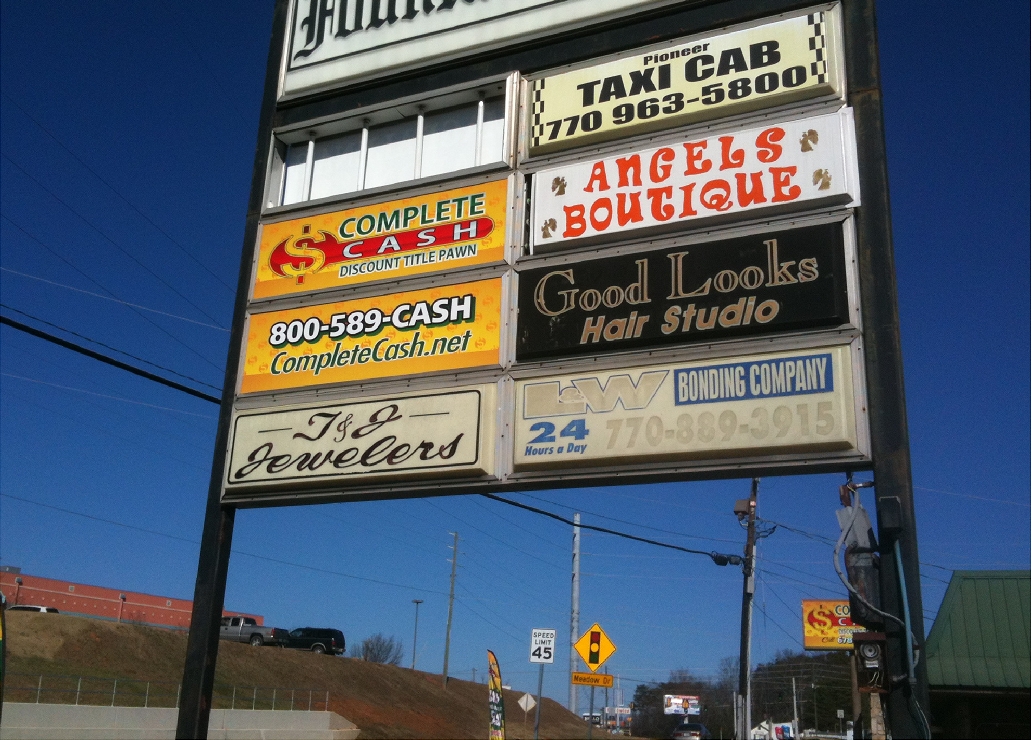 Pioneer
TAXI CAB
770 963-5800
ANGELS
BOUTIQUE
COMPLETE
CASH
DISCOUNT TITLE PAWN
Good Looks
Hair Studio
800-589-CASH
CompleteCash.net
L&W BONDING COMPANY
24 770-889-3915
Hours a Day
J&J
Jewelers
SPEED
LIMIT
45
Meadow Dr